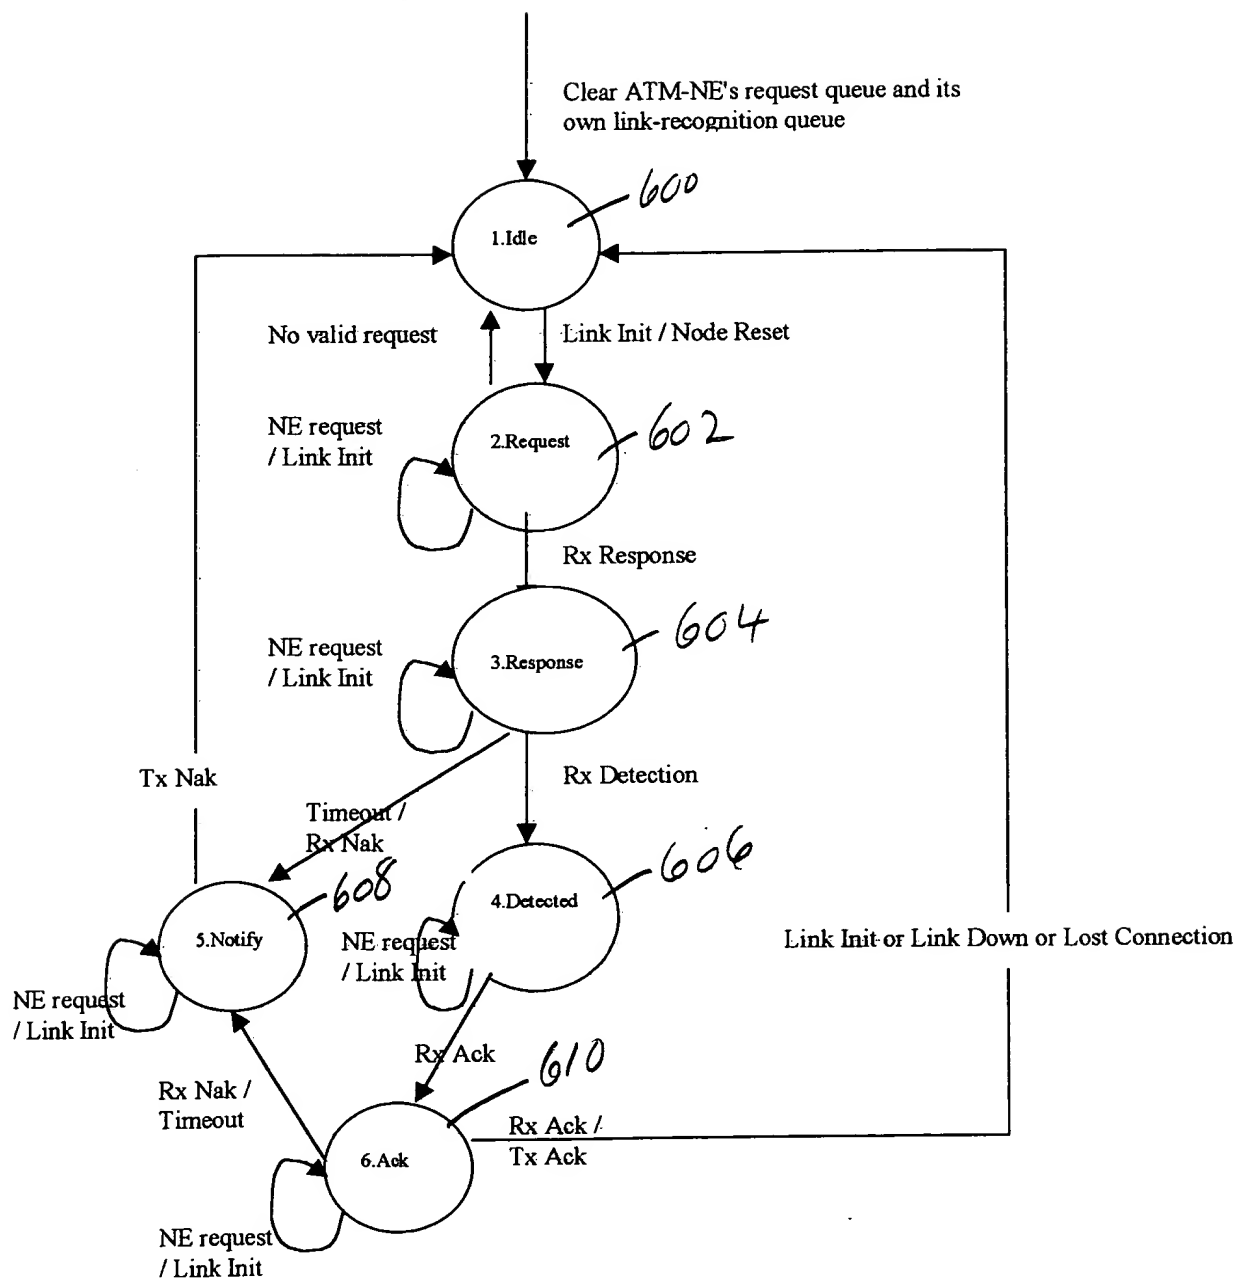 Clear ATM-NE's request queue and its
own link-recognition queue
600
1.Idle
No valid request
Link Init / Node Reset
NE request
/ Link Init
2.Request
602
Rx Response
NE request
/ Link Init
3.Response
604
Tx Nak
Rx Detection
Timeout /
Rx Nak
608
606
4.Detected
5.Notify
NE request
/ Link Init
Link Init or Link Down or Lost Connection
NE request
/ Link Init
Rx Ack
610
Rx Nak /
Timeout
Rx Ack /
Tx Ack
6.Ack
NE request
/ Link Init